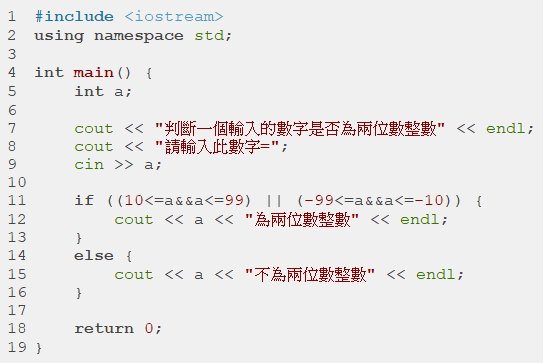 1 #include <iostream>
2 using namespace std;
3
4 int main() {
5     int a;
6
7     cout << "判斷一個輸入的數字是否為兩位數整數" << endl;
8     cout << "請輸入此數字=";
9     cin >> a;
10
11     if ((10<=a&&a<=99) || (-99<=a&&a<=-10)) {
12         cout << a << "為兩位數整數" << endl;
13     }
14     else {
15         cout << a << "不為兩位數整數" << endl;
16     }
17
18     return 0;
19 }